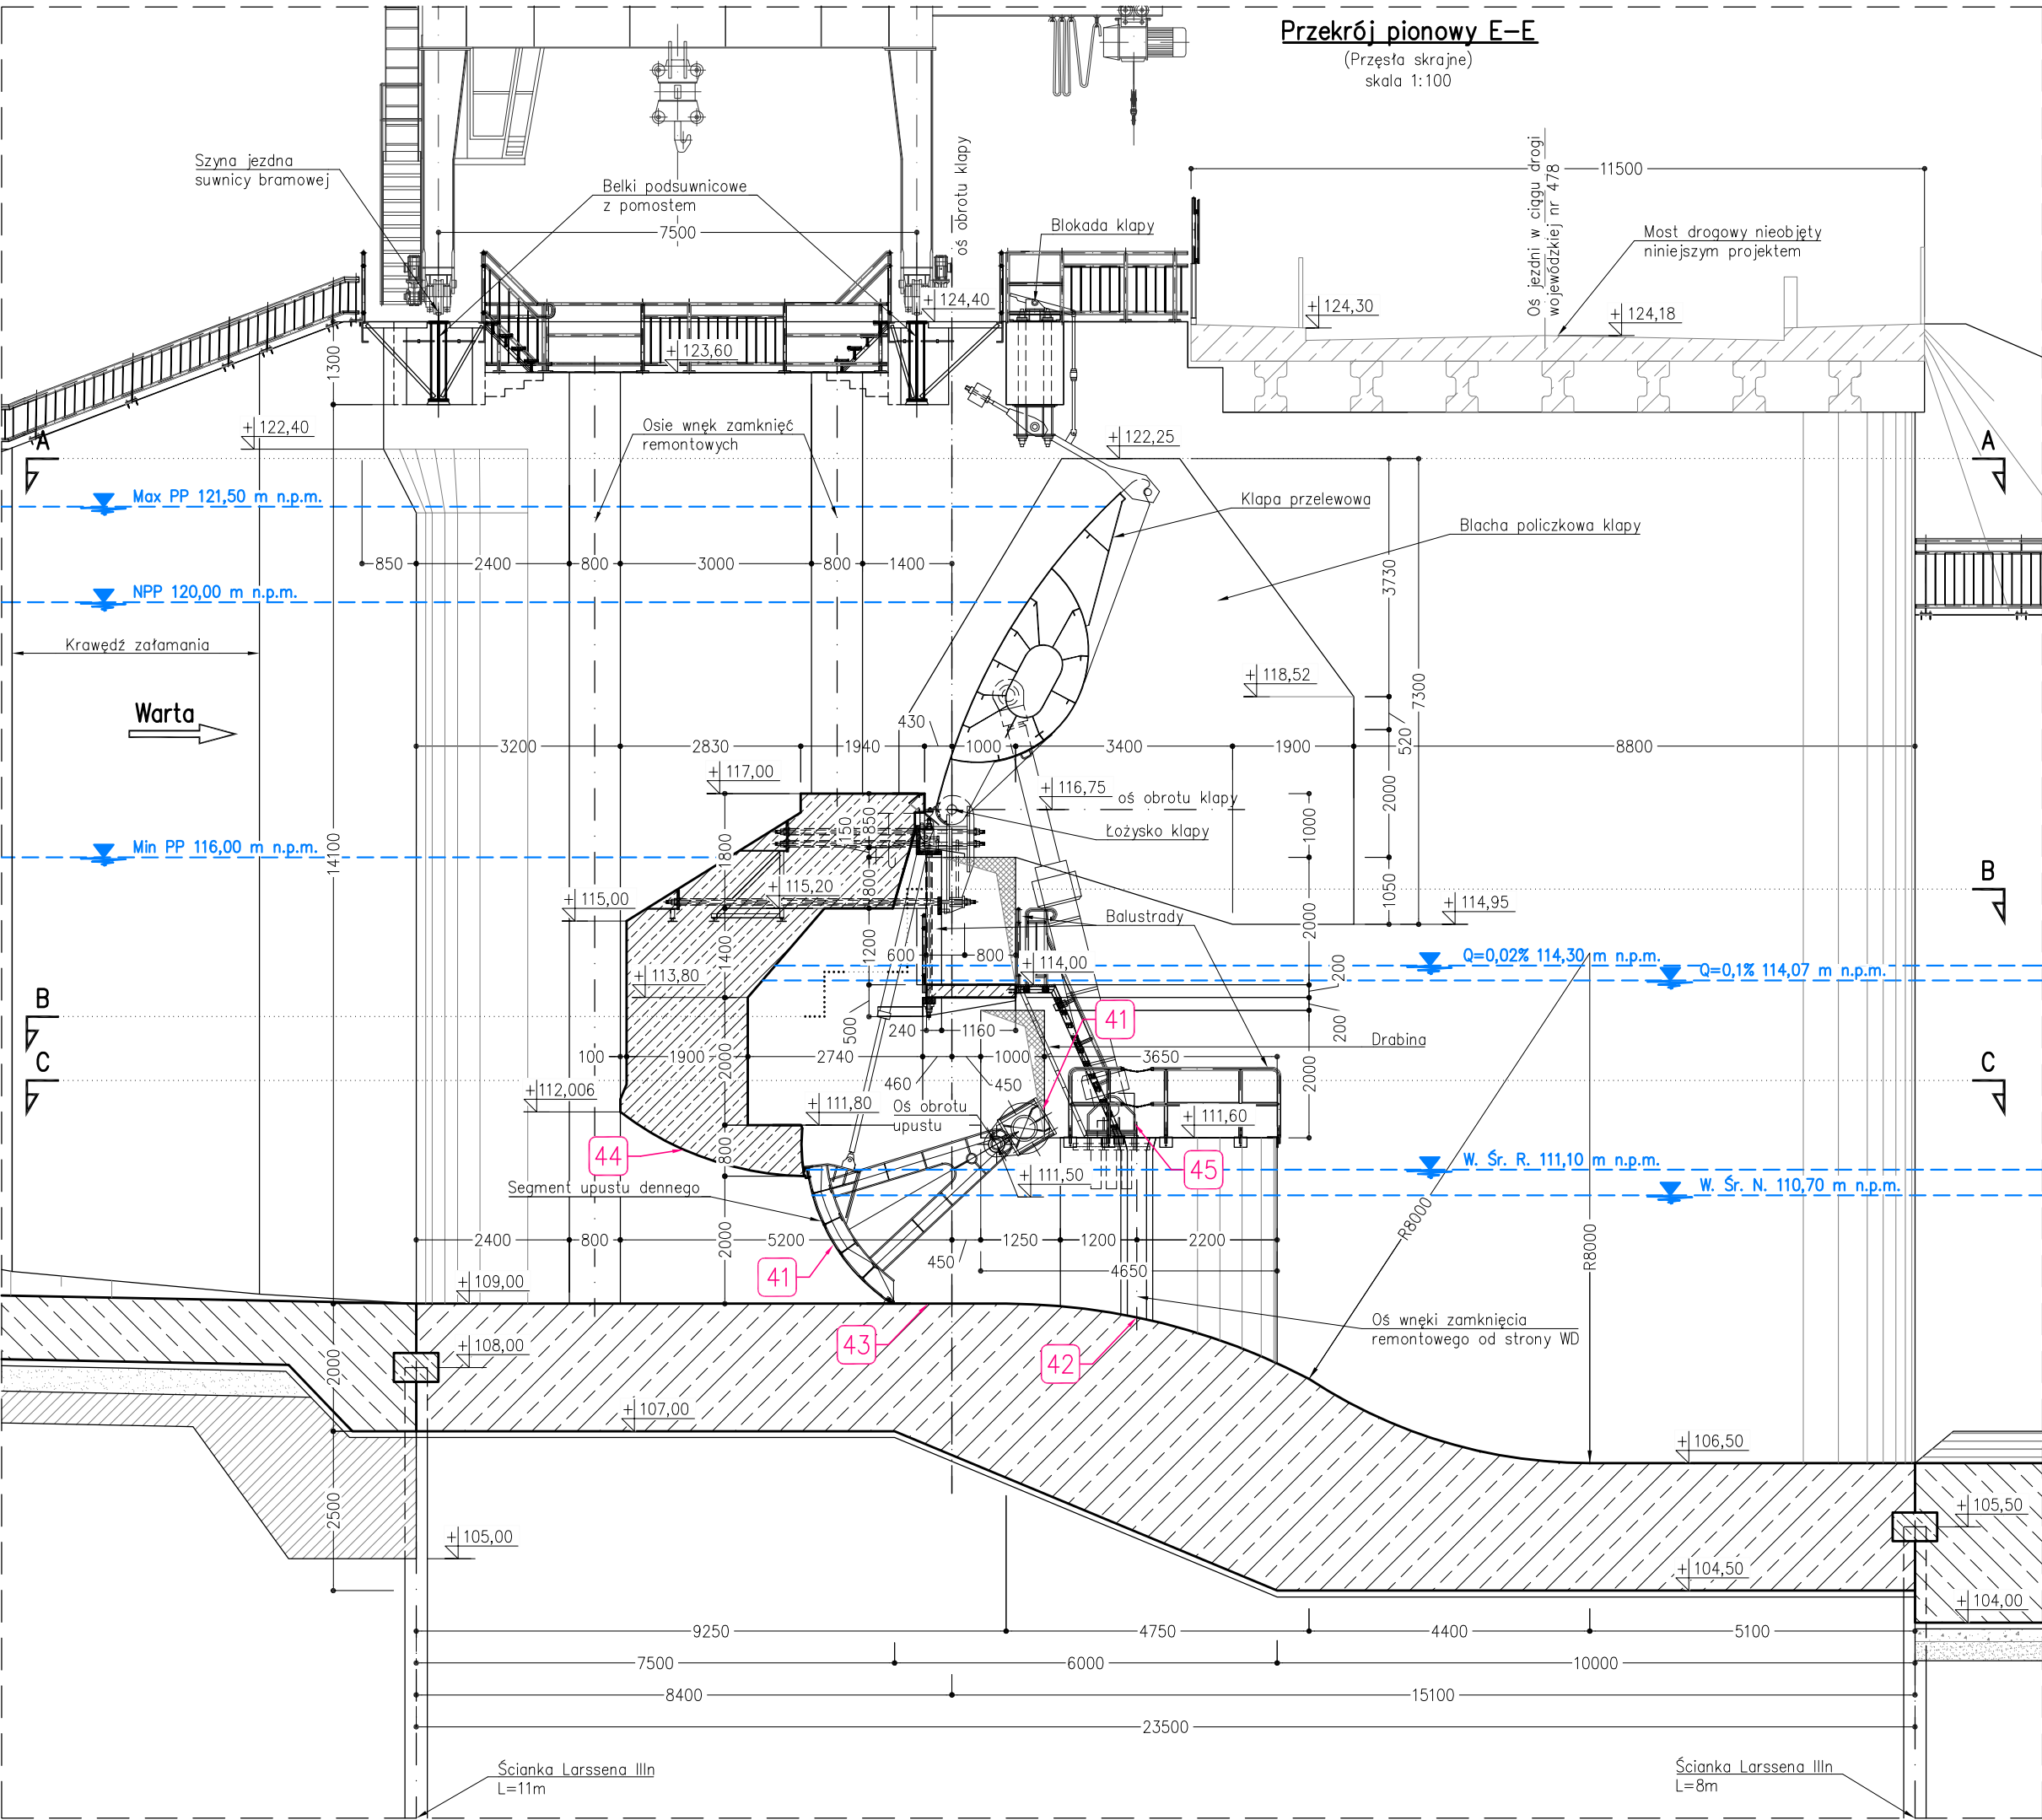 Przekrój pionowy E–E
(Przęsła skrajne)
skala 1:100
Szyna jezdna
suwnicy bramowej
Belki podsuwnicowe
z pomostem
7500
oś obrotu klapy
Blokada klapy
11500
Oś jezdni w ciągu drogi
wojewódzkiej nr 478
Most drogowy nieobjęty
niniejszym projektem
+124,40
+124,30
+124,18
+123,60
1300
+122,40
Osie wnęk zamknięć
remontowych
+122,25
A
A
Max PP 121,50 m n.p.m.
Klapa przelewowa
Blacha policzkowa klapy
850
2400
800
3000
800
1400
3730
NPP 120,00 m n.p.m.
Krawędź załamania
+118,52
7300
Warta
430
520
3200
2830
1940
1000
3400
1900
8800
+117,00
+116,75
oś obrotu klapy
2000
Łożysko klapy
850
150
1000
Min PP 116,00 m n.p.m.
14100
1800
800
1050
+115,20
+115,00
B
+114,95
Balustrady
1200
2000
1400
600
800
Q=0,02% 114,30 m n.p.m.
Q=0,1% 114,07 m n.p.m.
+114,00
200
+113,80
B
500
240
1160
41
200
Drabina
C
C
100
1900
2000
2740
1000
3650
460
450
2000
+112,006
+111,80
Oś obrotu
upustu
+111,60
44
800
45
W. Śr. R. 111,10 m n.p.m.
+111,50
Segment upustu dennego
W. Śr. N. 110,70 m n.p.m.
R8000
R8000
2400
800
5200
2000
1250
1200
2200
450
41
4650
+109,00
Oś wnęki zamknięcia
remontowego od strony WD
43
42
+108,00
2000
+107,00
+106,50
2500
+105,50
+105,00
+104,50
+104,00
9250
4750
4400
5100
7500
6000
10000
8400
15100
23500
Ścianka Larssena IIIn
L=11m
Ścianka Larssena IIIn
L=8m